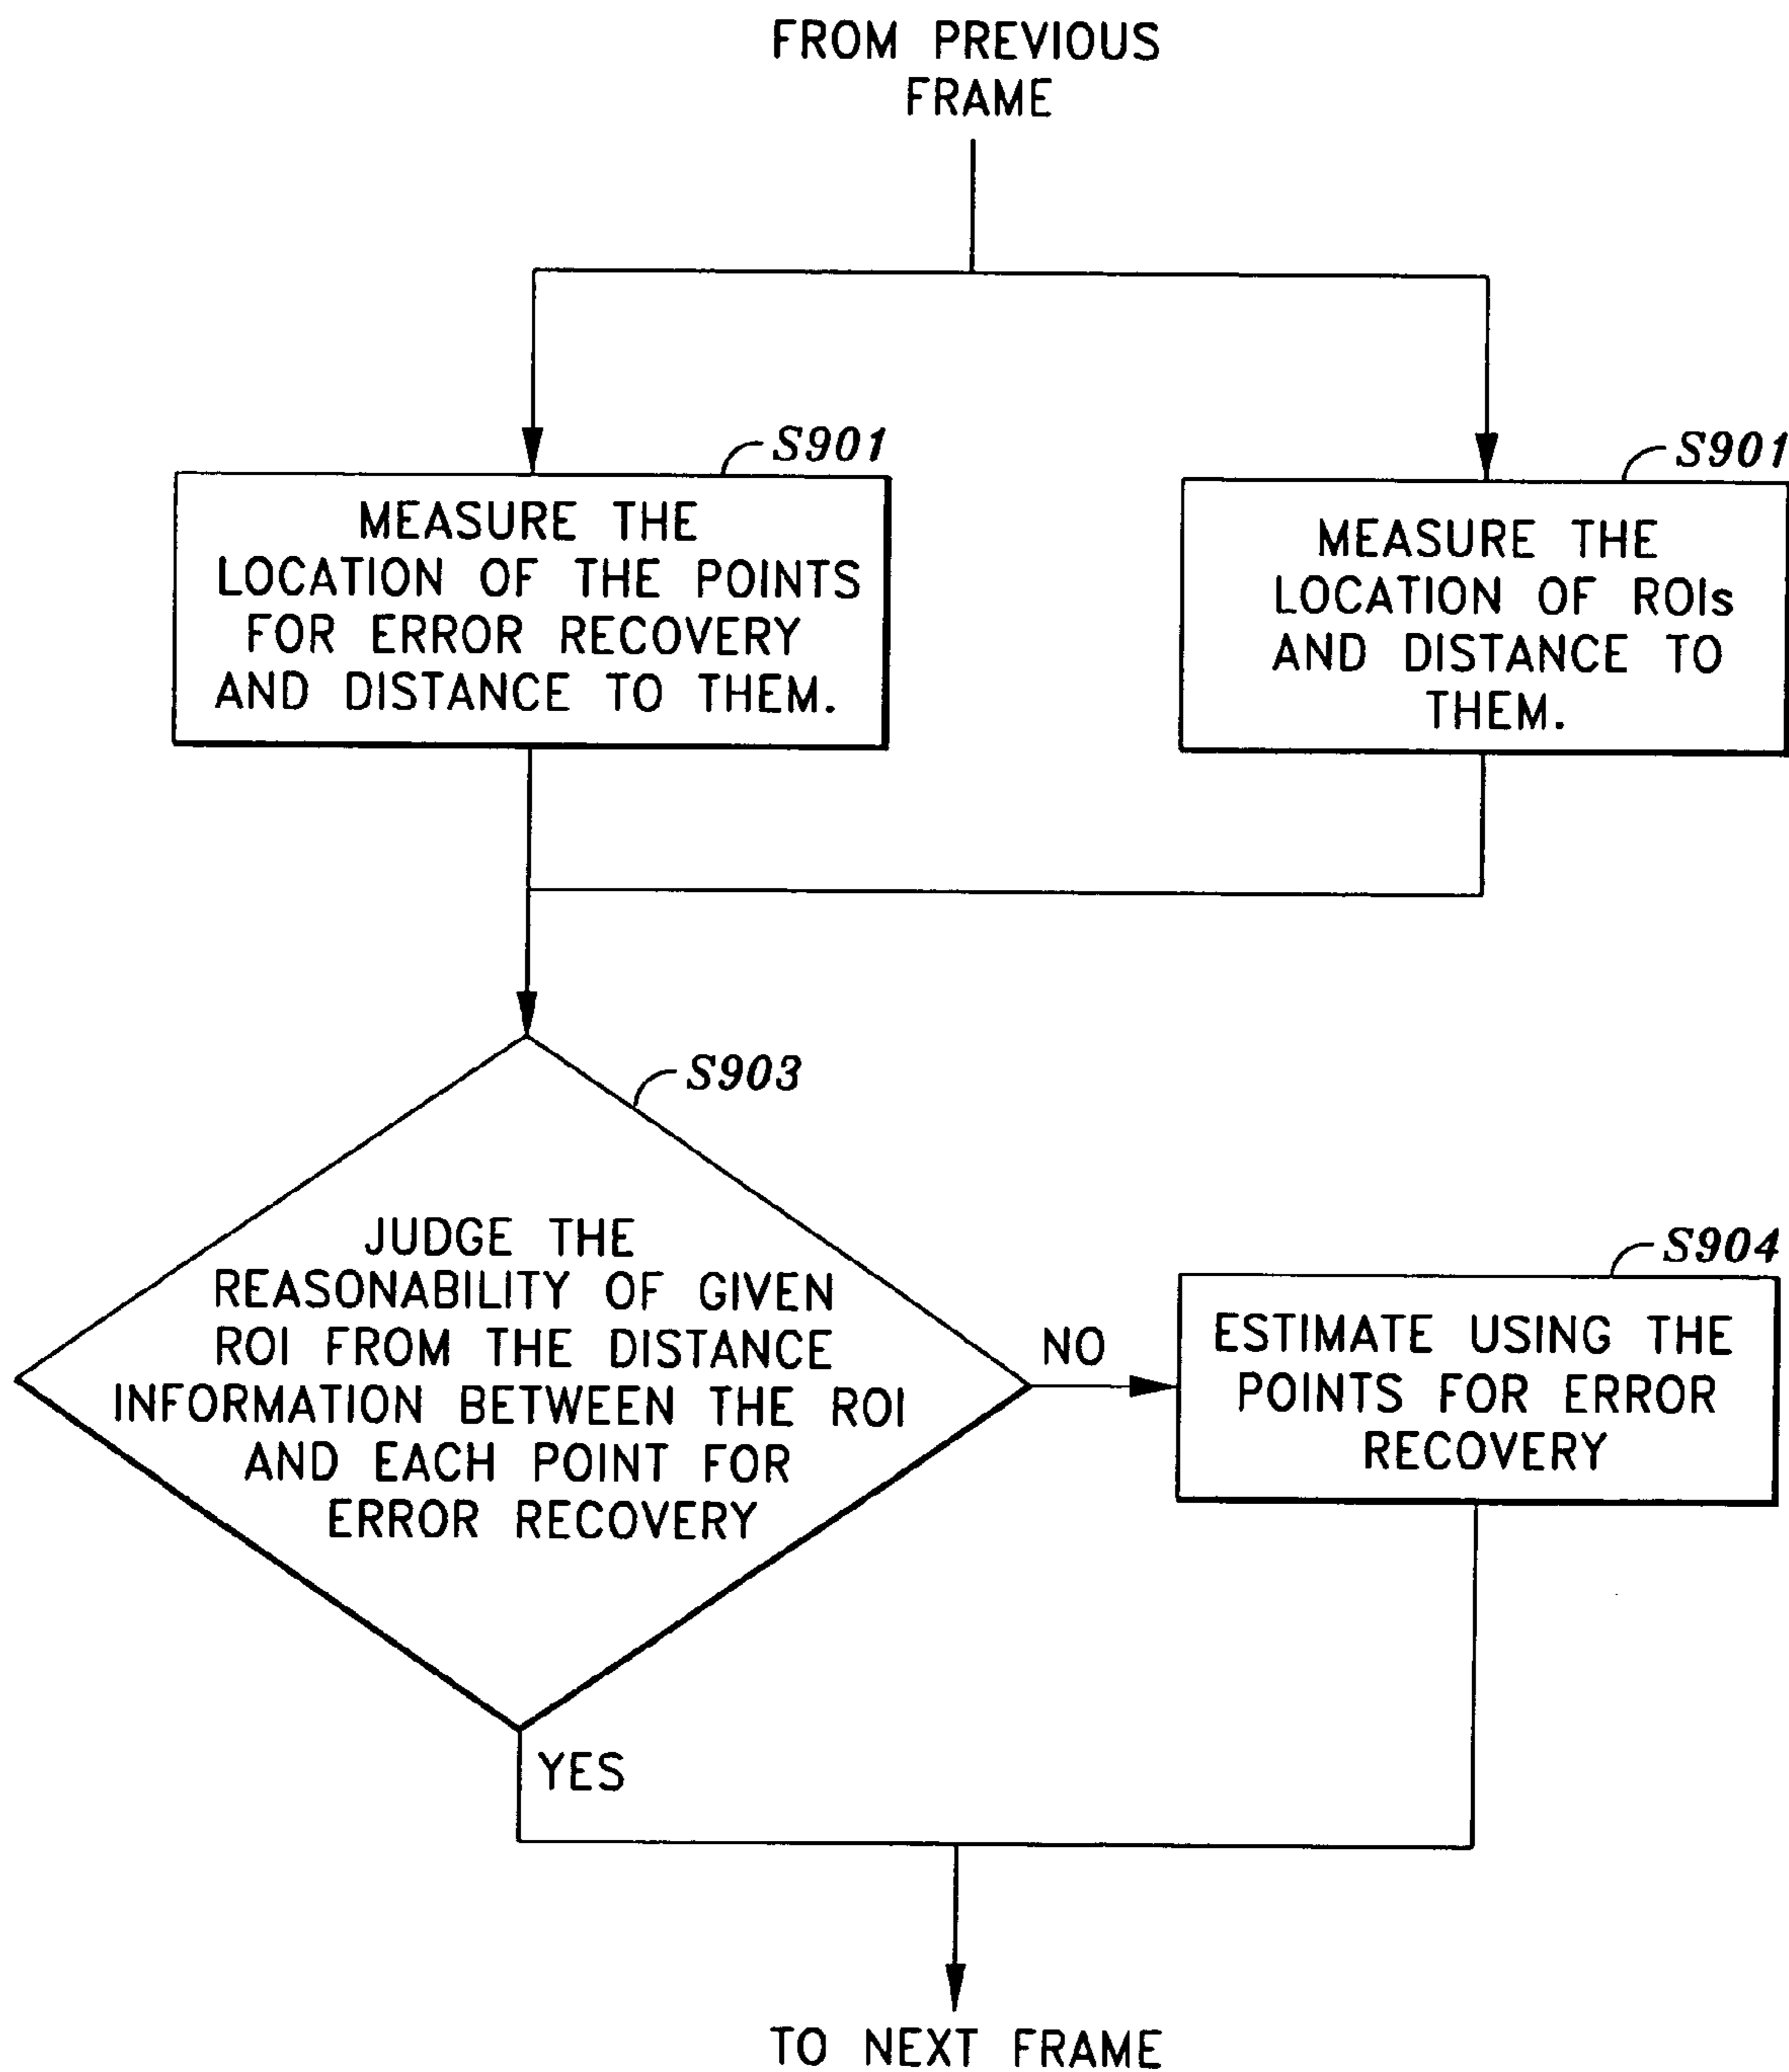 FROM PREVIOUS
FRAME
S901
MEASURE THE
LOCATION OF THE POINTS
FOR ERROR RECOVERY
AND DISTANCE TO THEM.
S901
MEASURE THE
LOCATION OF ROIs
AND DISTANCE TO
THEM.
S903
JUDGE THE
REASONABILITY OF GIVEN
ROI FROM THE DISTANCE
INFORMATION BETWEEN THE ROI
AND EACH POINT FOR
ERROR RECOVERY
NO
S904
ESTIMATE USING THE
POINTS FOR ERROR
RECOVERY
YES
TO NEXT FRAME